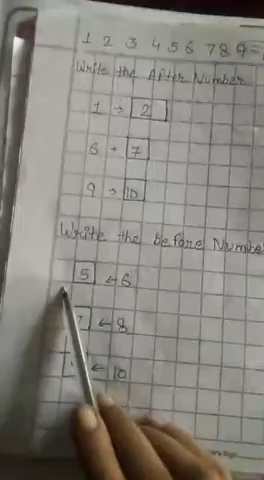 1 2 3 4 5 6 7 8 9 =
Write the After Number
1 → 2
6 → 7
9 → 10
Write the before Numbe
5 ← 6
← 8
← 10